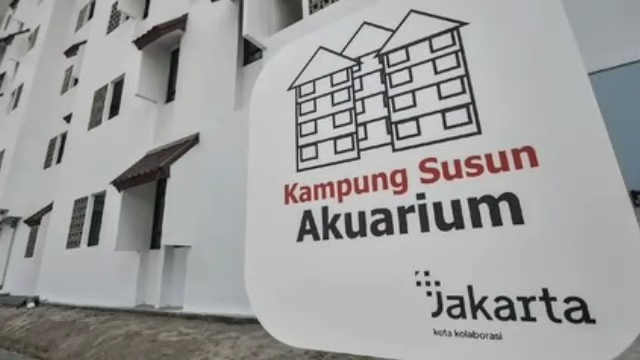 Kampung Susun
Akuarium
Jakarta
kota kolaborasi